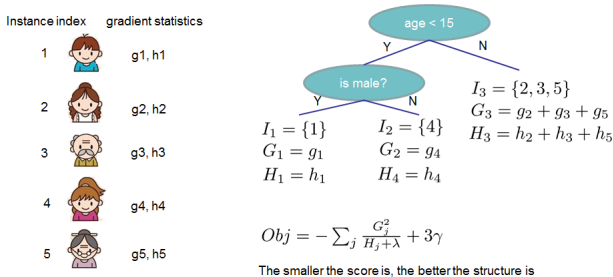 Instance index gradient statistics
1 g1, h1
2 g2, h2
3 g3, h3
4 g4, h4
5 g5, h5
age < 15
Y N
is male?
Y N
I₁ = {1}
G₁ = g₁
H₁ = h₁
I₂ = {4}
G₂ = g₄
H₄ = h₄
I₃ = {2, 3, 5}
G₃ = g₂ + g₃ + g₅
H₃ = h₂ + h₃ + h₅
Obj = −∑ⱼ Gⱼ²/(Hⱼ+λ) + 3γ
The smaller the score is, the better the structure is